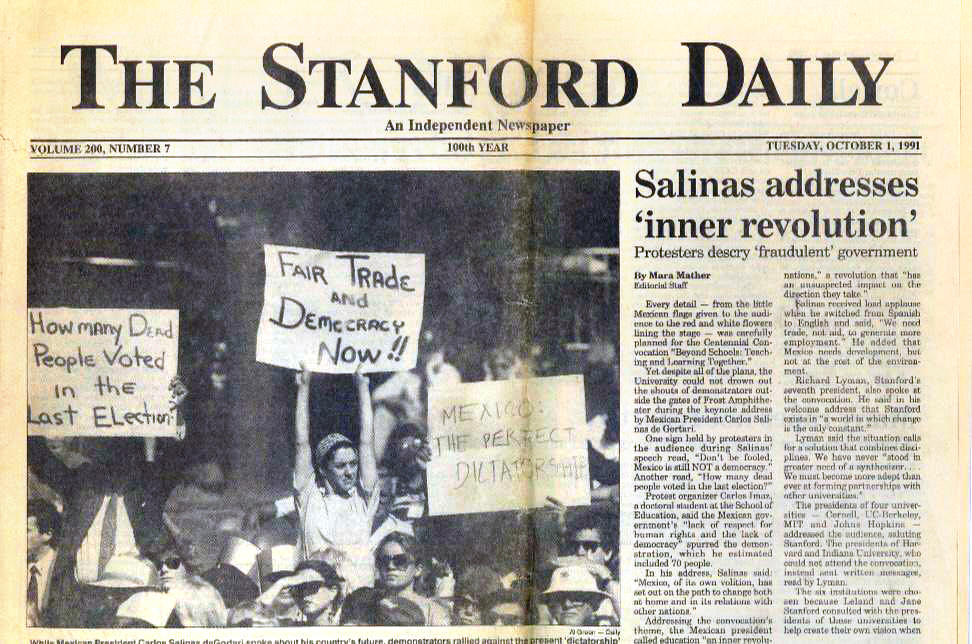 THE STANFORD DAILY
An Independent Newspaper
VOLUME 200, NUMBER 7
100th YEAR
TUESDAY, OCTOBER 1, 1991
How many Dead
People Voted
in the
Last Election?
FAIR TRADE
AND
DEMOCRACY
NOW!!
MEXICO:
THE PERFECT
DICTATORSHIP
Al Green — Daily
While Mexican President Carlos Salinas deGortari spoke about his country's future, demonstrators rallied against the present 'dictatorship'
Salinas addresses
'inner revolution'
Protesters descry 'fraudulent' government
By Mara Mather
Editorial Staff
Every detail — from the little
Mexican flags given to the audi-
ence to the red and white flowers
lining the stage — was carefully
planned for the Centennial Con-
vocation "Beyond Schools: Teach-
ing and Learning Together."
Yet despite all of the plans, the
University could not drown out
the shouts of demonstrators out-
side the gates of Frost Amphithe-
ater during the keynote address
by Mexican President Carlos Sali-
nas de Gortari.
One sign held by protesters in
the audience during Salinas'
speech read, "Don't be fooled,
Mexico is still NOT a democracy."
Another road, "How many dead
people voted in the last election?"
Protest organizer Carlos Imaz,
a doctoral student at the School of
Education, said the Mexican gov-
ernment's "lack of respect for
human rights and the lack of
democracy" spurred the demon-
stration, which he estimated
included 70 people.
In his address, Salinas said:
"Mexico, of its own volition, has
set out on the path to change both
at home and in its relations with
other nations."
Addressing the convocation's
theme, the Mexican president
called education "an inner revolu-
nations," a revolution that "has
an unsuspected impact on the
direction they take."
Salinas received loud applause
when he switched from Spanish
to English and said, "We need
trade, not aid, to generate more
employment." He added that
Mexico needs development, but
not at the cost of the environ-
ment.
Richard Lyman, Stanford's
seventh president, also spoke at
the convocation. He said in his
welcome address that Stanford
exists in "a world in which change
is the only constant."
Lyman said the situation calls
for a solution that combines disci-
plines. We have never "stood in
greater need of a synthesizer. . . .
We must become more adept than
ever at forming partnerships with
other universities."
The presidents of four univer-
sities — Cornell, UC-Berkeley,
MIT and Johns Hopkins —
addressed the audience, saluting
Stanford. The presidents of Har-
vard and Indiana University, who
could not attend the convocation,
instead sent written messages,
read by Lyman.
The six institutions were cho-
sen because Leland and Jane
Stanford consulted with the pres-
idents of those universities to
help create their own vision when